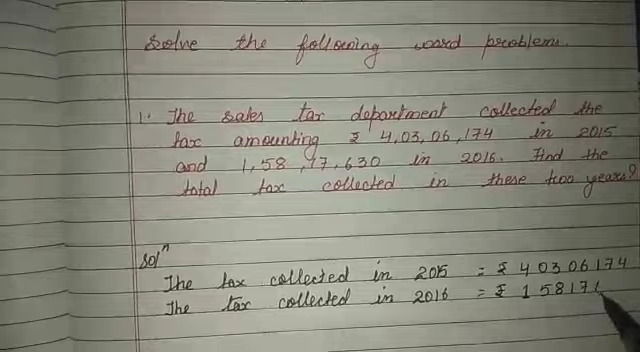 Solve the following word problem.
1. The sales tax department collected the
tax amounting ₹ 4,03,06,174 in 2015
and 1,58,17,630 in 2016. Find the
total tax collected in these two years?
Solⁿ
The tax collected in 2015 = ₹ 40306174
The tax collected in 2016 = ₹ 15817